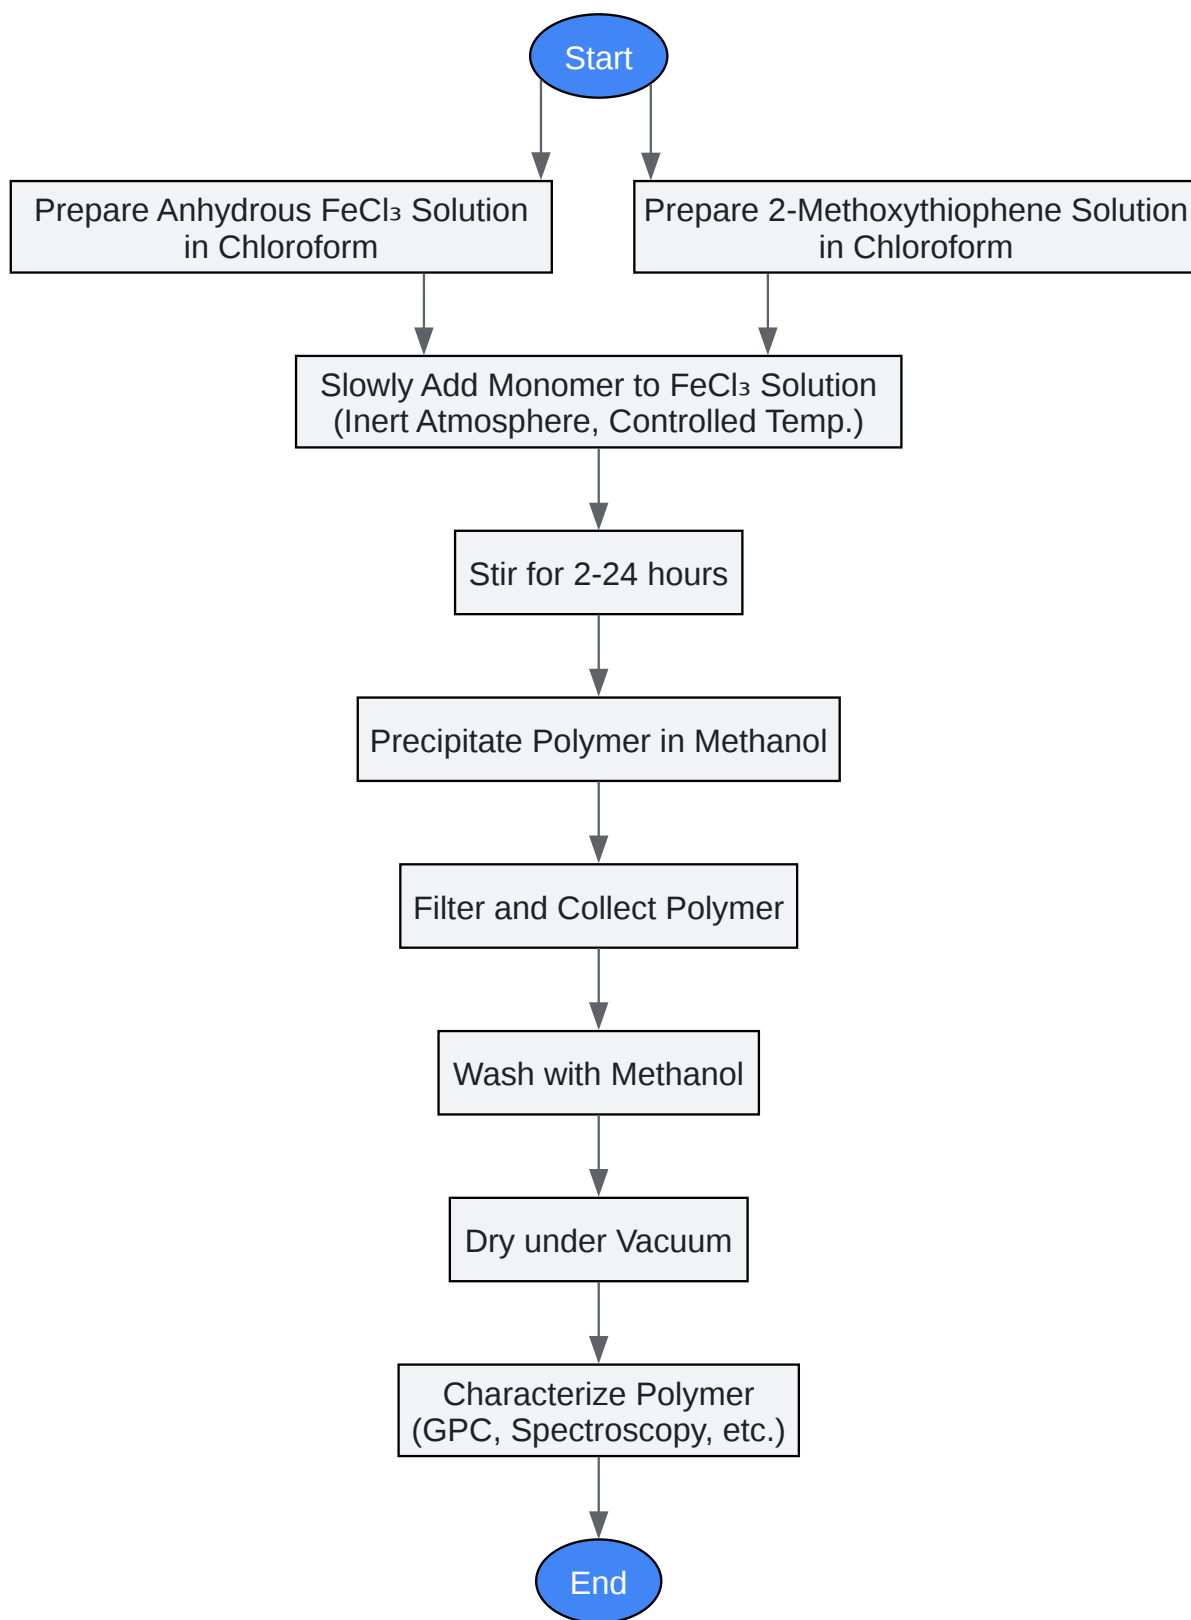 Start
Prepare Anhydrous FeCl₃ Solution
in Chloroform
Prepare 2-Methoxythiophene Solution
in Chloroform
Slowly Add Monomer to FeCl₃ Solution
(Inert Atmosphere, Controlled Temp.)
Stir for 2-24 hours
Precipitate Polymer in Methanol
Filter and Collect Polymer
Wash with Methanol
Dry under Vacuum
Characterize Polymer
(GPC, Spectroscopy, etc.)
End